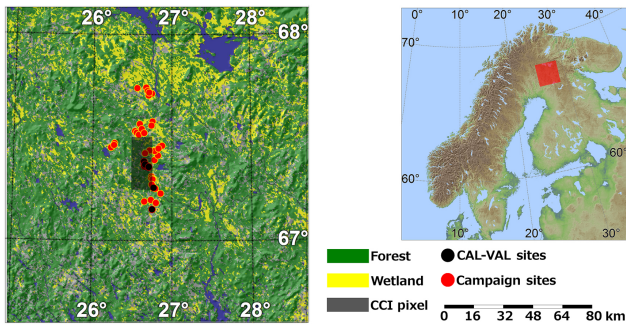 26° 27° 28°
68°
67°
26° 27° 28°
0° 10° 20° 30° 40°
70°
60°
10° 20° 30°
Forest
Wetland
CCI pixel
CAL-VAL sites
Campaign sites
0 16 32 48 64 80 km